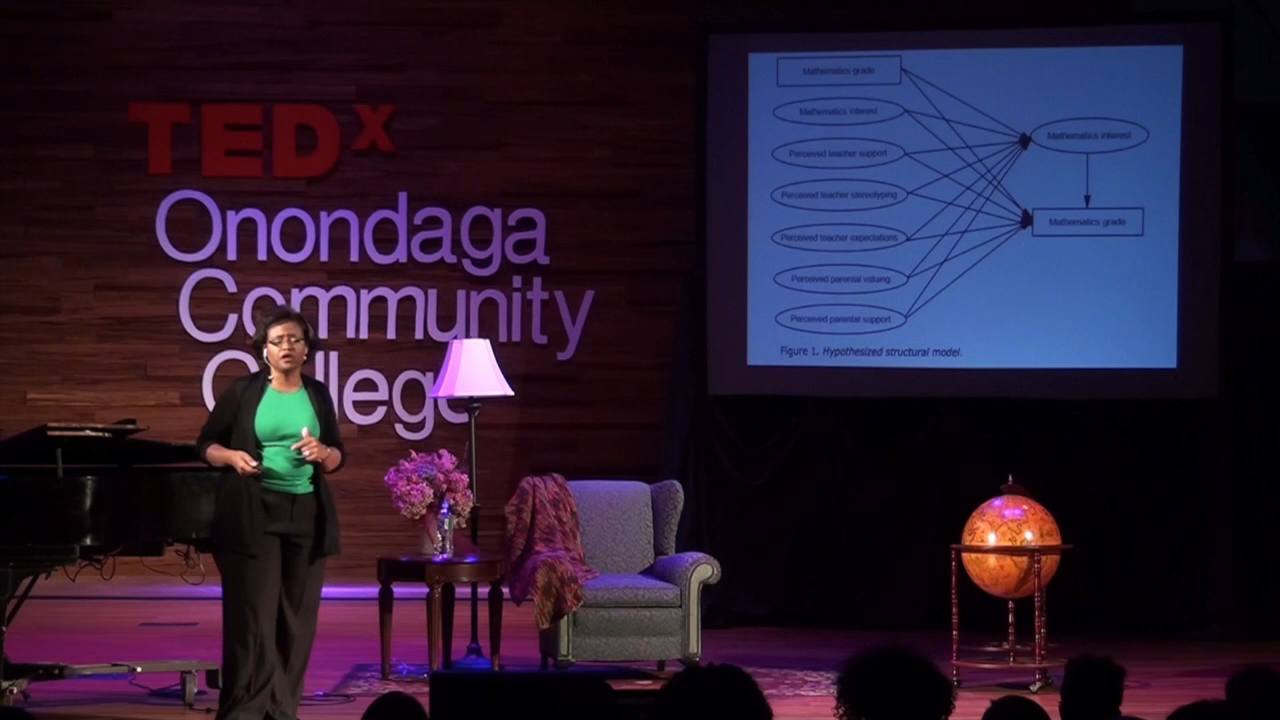 TEDx
Onondaga
Community
College
Mathematics grade
Mathematics interest
Perceived teacher support
Perceived teacher stereotyping
Perceived teacher expectations
Perceived parental valuing
Perceived parental support
Mathematics interest
Mathematics grade
Figure 1. Hypothesized structural model.